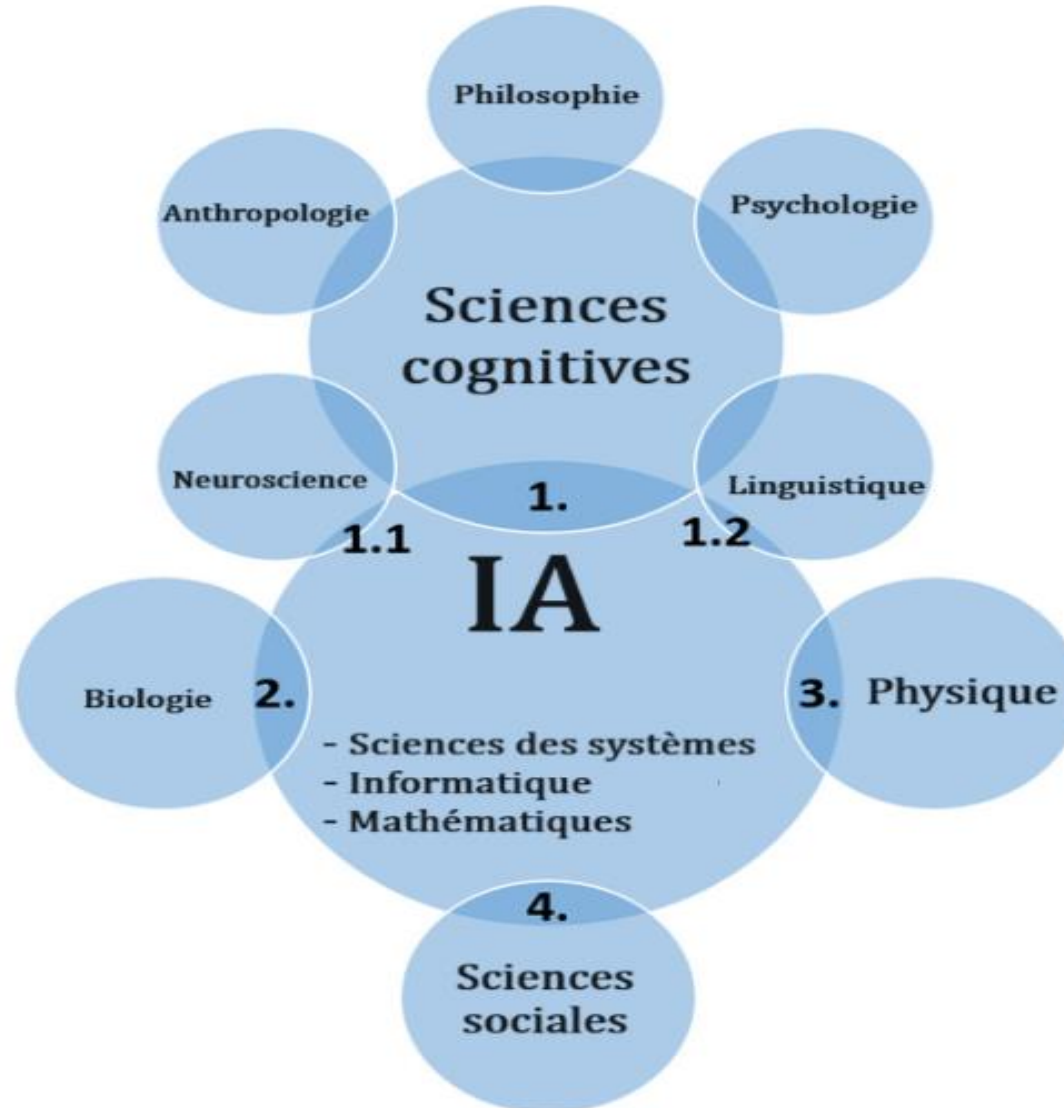 Philosophie
Anthropologie
Psychologie
Sciences
cognitives
Neuroscience
1.
Linguistique
1.1
1.2
IA
Biologie
2.
3.
Physique
- Sciences des systèmes
- Informatique
- Mathématiques
4.
Sciences
sociales